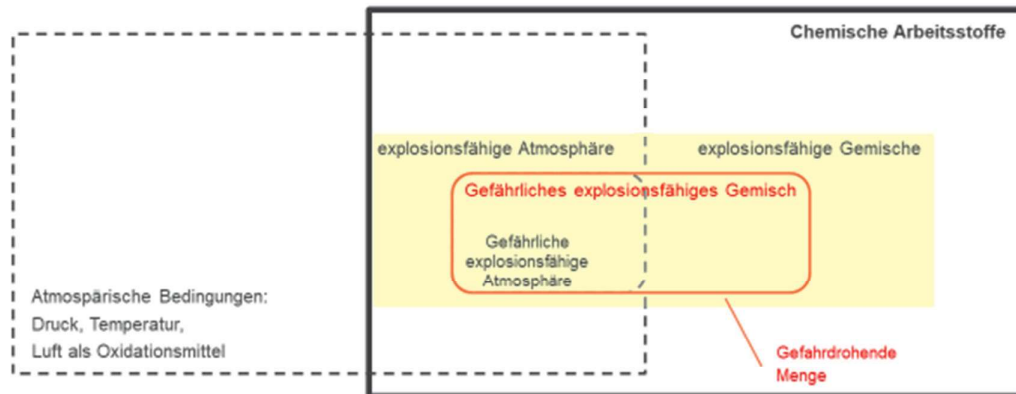 Chemische Arbeitsstoffe
explosionsfähige Atmosphäre
explosionsfähige Gemische
Gefährliches explosionsfähiges Gemisch
Gefährliche
explosionsfähige
Atmosphäre
Atmospärische Bedingungen:
Druck, Temperatur,
Luft als Oxidationsmittel
Gefahrdrohende
Menge